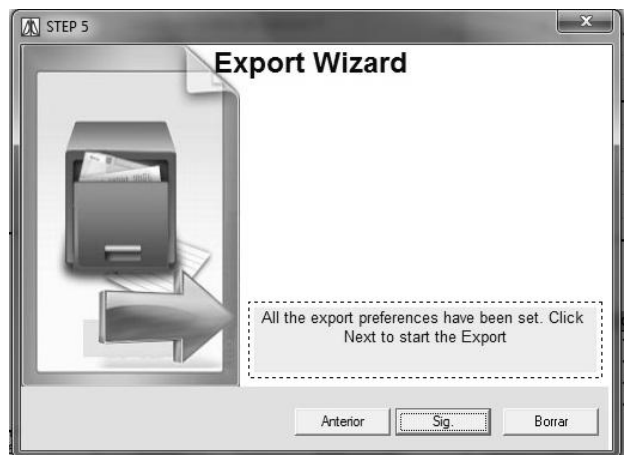 STEP 5
Export Wizard
All the export preferences have been set. Click
Next to start the Export
Anterior
Sig.
Borrar